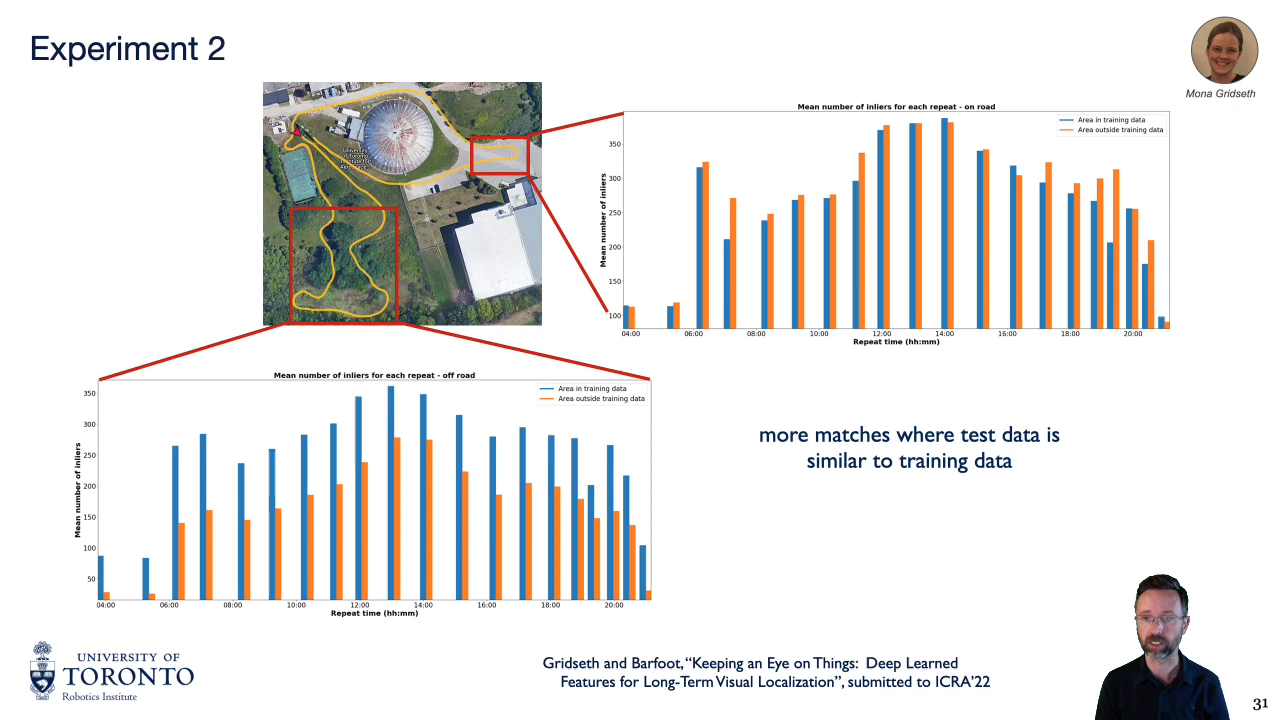 Experiment 2
Mona Gridseth
University
of Toronto
Institute for
Mean number of inliers for each repeat - on road
Area in training data
Area outside training data
Mean number of inliers
350
300
250
200
150
100
04:00 06:00 08:00 10:00 12:00 14:00 16:00 18:00 20:00
Repeat time (hh:mm)
Mean number of inliers for each repeat - off road
Area in training data
Area outside training data
Mean number of inliers
350
300
250
200
150
100
50
04:00 06:00 08:00 10:00 12:00 14:00 16:00 18:00 20:00
Repeat time (hh:mm)
more matches where test data is
similar to training data
UNIVERSITY OF
TORONTO
Robotics Institute
Gridseth and Barfoot, “Keeping an Eye on Things: Deep Learned
Features for Long-Term Visual Localization”, submitted to ICRA’22
31